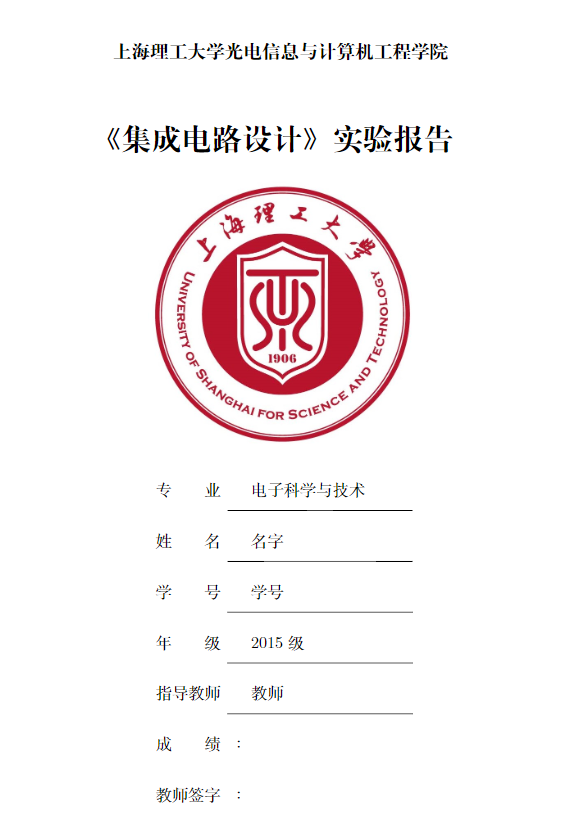 上海理工大学光电信息与计算机工程学院
《集成电路设计》实验报告
上海理工大學
UNIVERSITY OF SHANGHAI FOR SCIENCE AND TECHNOLOGY
1906
专 业 电子科学与技术
姓 名 名字
学 号 学号
年 级 2015 级
指导教师 教师
成 绩 :
教师签字 :